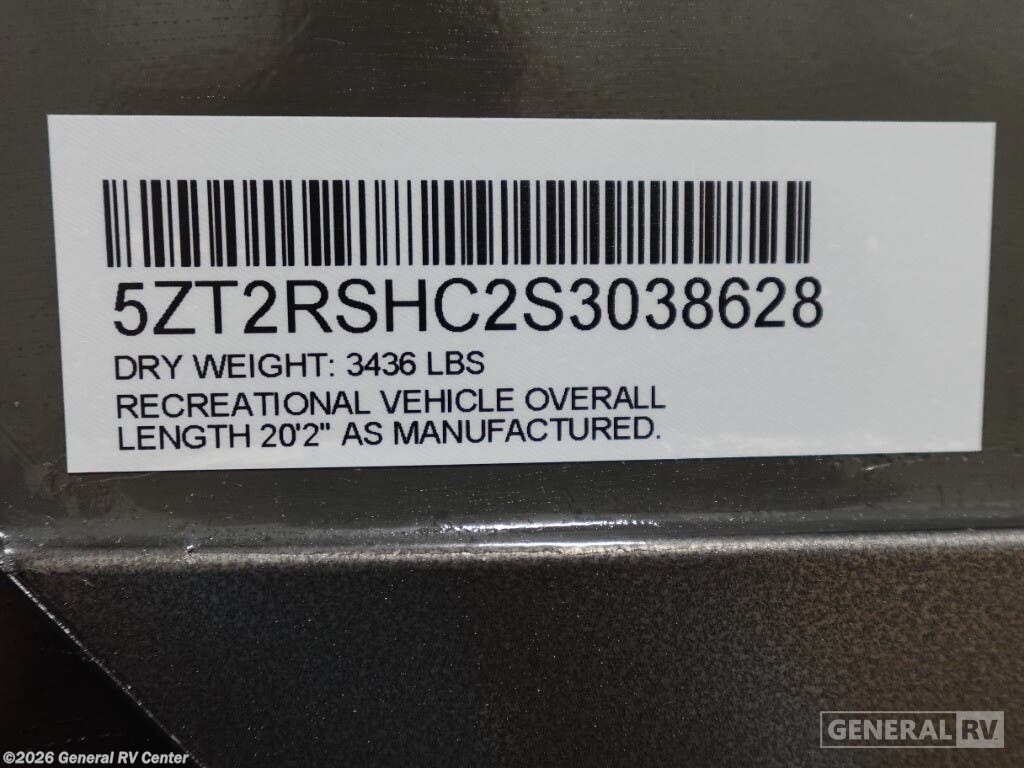 5ZT2RSHC2S3038628
DRY WEIGHT: 3436 LBS
RECREATIONAL VEHICLE OVERALL
LENGTH 20'2" AS MANUFACTURED.
GENERAL RV
©2026 General RV Center